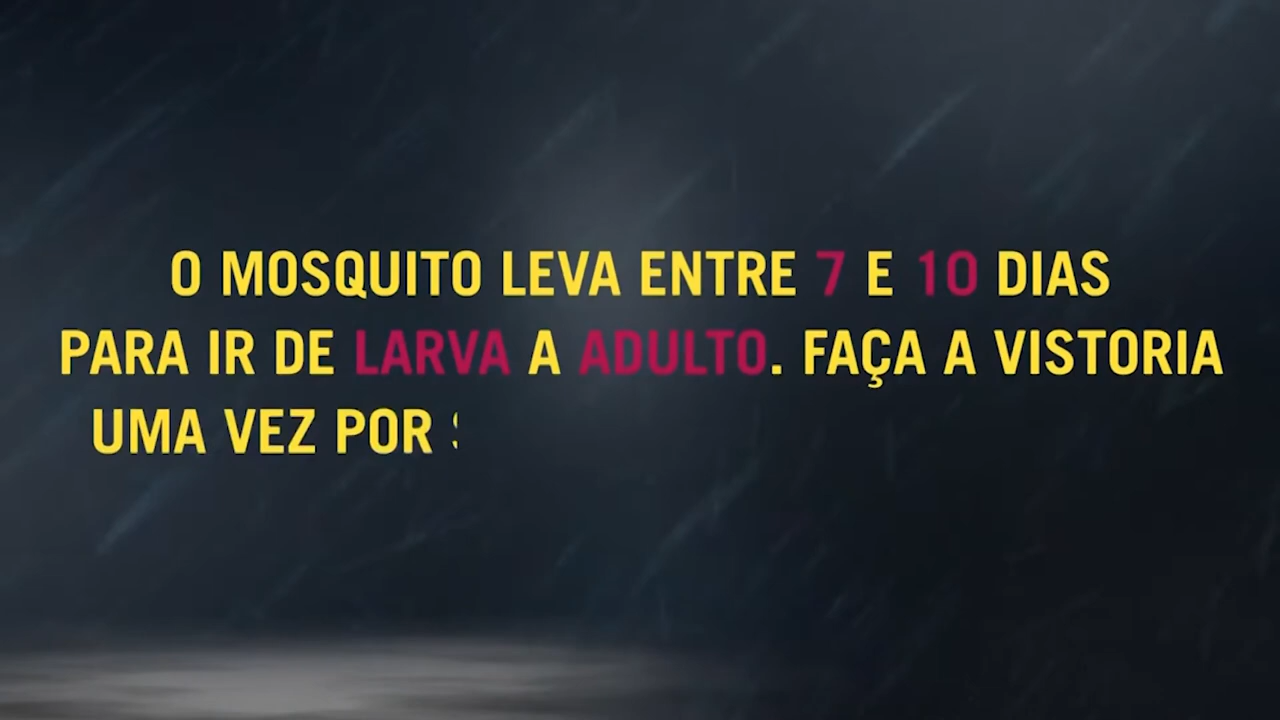 O MOSQUITO LEVA ENTRE 7 E 10 DIAS
PARA IR DE LARVA A ADULTO. FAÇA A VISTORIA
UMA VEZ POR